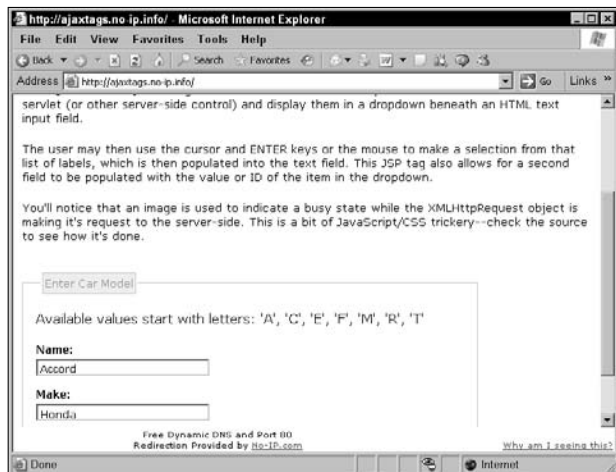 http://ajaxtags.no-ip.info/ - Microsoft Internet Explorer
File Edit View Favorites Tools Help
Back Search Favorites
Address http://ajaxtags.no-ip.info/ Go Links »
servlet (or other server-side control) and display them in a dropdown beneath an HTML text
input field.
The user may then use the cursor and ENTER keys or the mouse to make a selection from that
list of labels, which is then populated into the text field. This JSP tag also allows for a second
field to be populated with the value or ID of the item in the dropdown.
You'll notice that an image is used to indicate a busy state while the XMLHttpRequest object is
making it's request to the server-side. This is a bit of JavaScript/CSS trickery--check the source
to see how it's done.
Enter Car Model
Available values start with letters: 'A', 'C', 'E', 'F', 'M', 'R', 'T'
Name:
Accord
Make:
Honda
Free Dynamic DNS and Port 80
Redirection Provided by No-IP.com
Why am I seeing this?
Done Internet